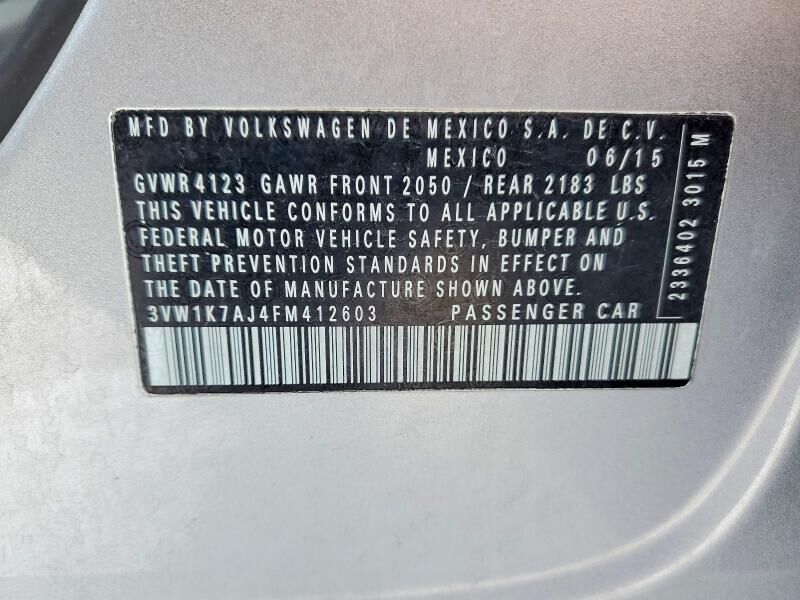 MFD BY VOLKSWAGEN DE MEXICO S.A. DE C.V.
MEXICO 06/15
GVWR 4123 GAWR FRONT 2050 / REAR 2183 LBS
THIS VEHICLE CONFORMS TO ALL APPLICABLE U.S.
FEDERAL MOTOR VEHICLE SAFETY, BUMPER AND
THEFT PREVENTION STANDARDS IN EFFECT ON
THE DATE OF MANUFACTURE SHOWN ABOVE.
3VW1K7AJ4FM412603 PASSENGER CAR
2336402 3015 M